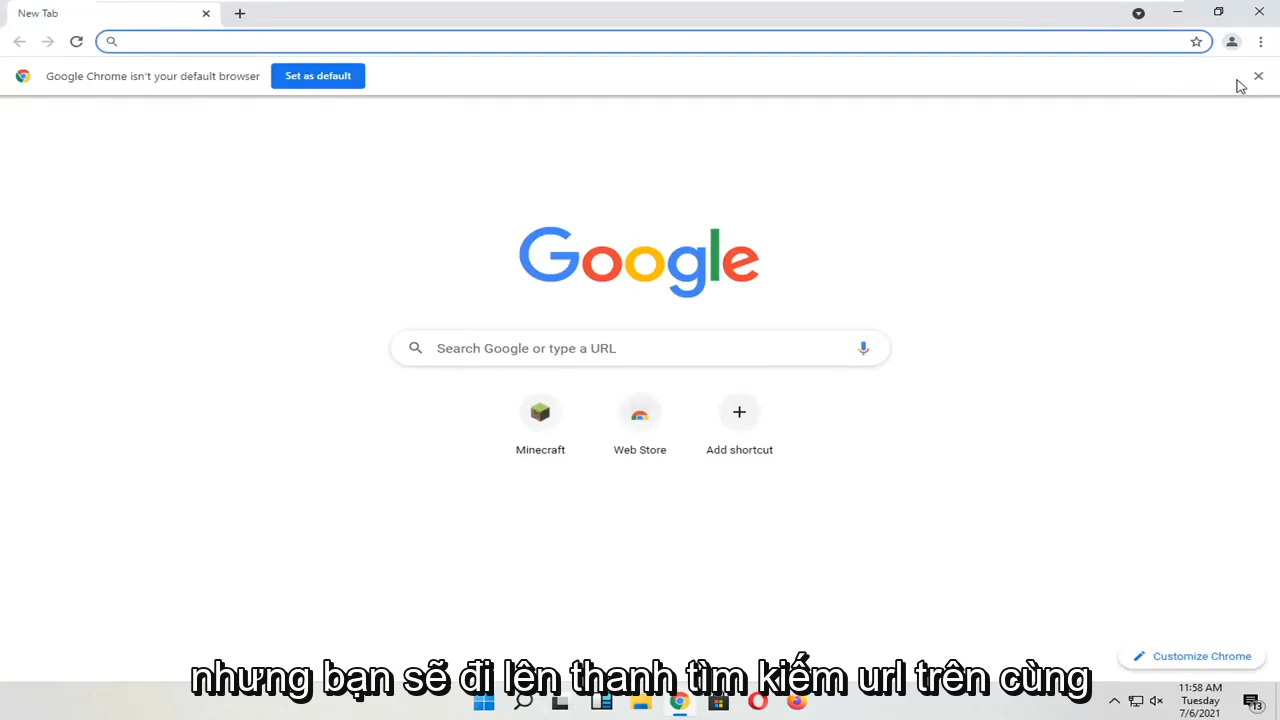 New Tab
Google Chrome isn't your default browser
Set as default
Google
Search Google or type a URL
Minecraft
Web Store
Add shortcut
Customize Chrome
nhưng bạn sẽ đi lên thanh tìm kiếm url trên cùng
11:58 AM
Tuesday
7/6/2021
13